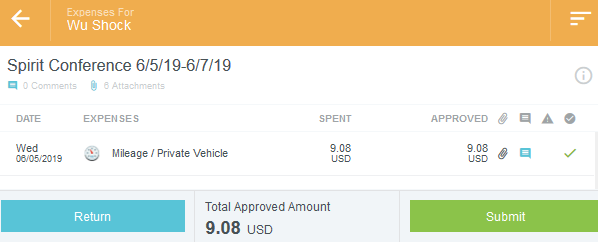 Expenses For
Wu Shock
Spirit Conference 6/5/19-6/7/19
0 Comments 6 Attachments
DATE EXPENSES SPENT APPROVED
Wed 9.08 9.08
06/05/2019 Mileage / Private Vehicle USD USD
Return
Total Approved Amount
9.08 USD
Submit